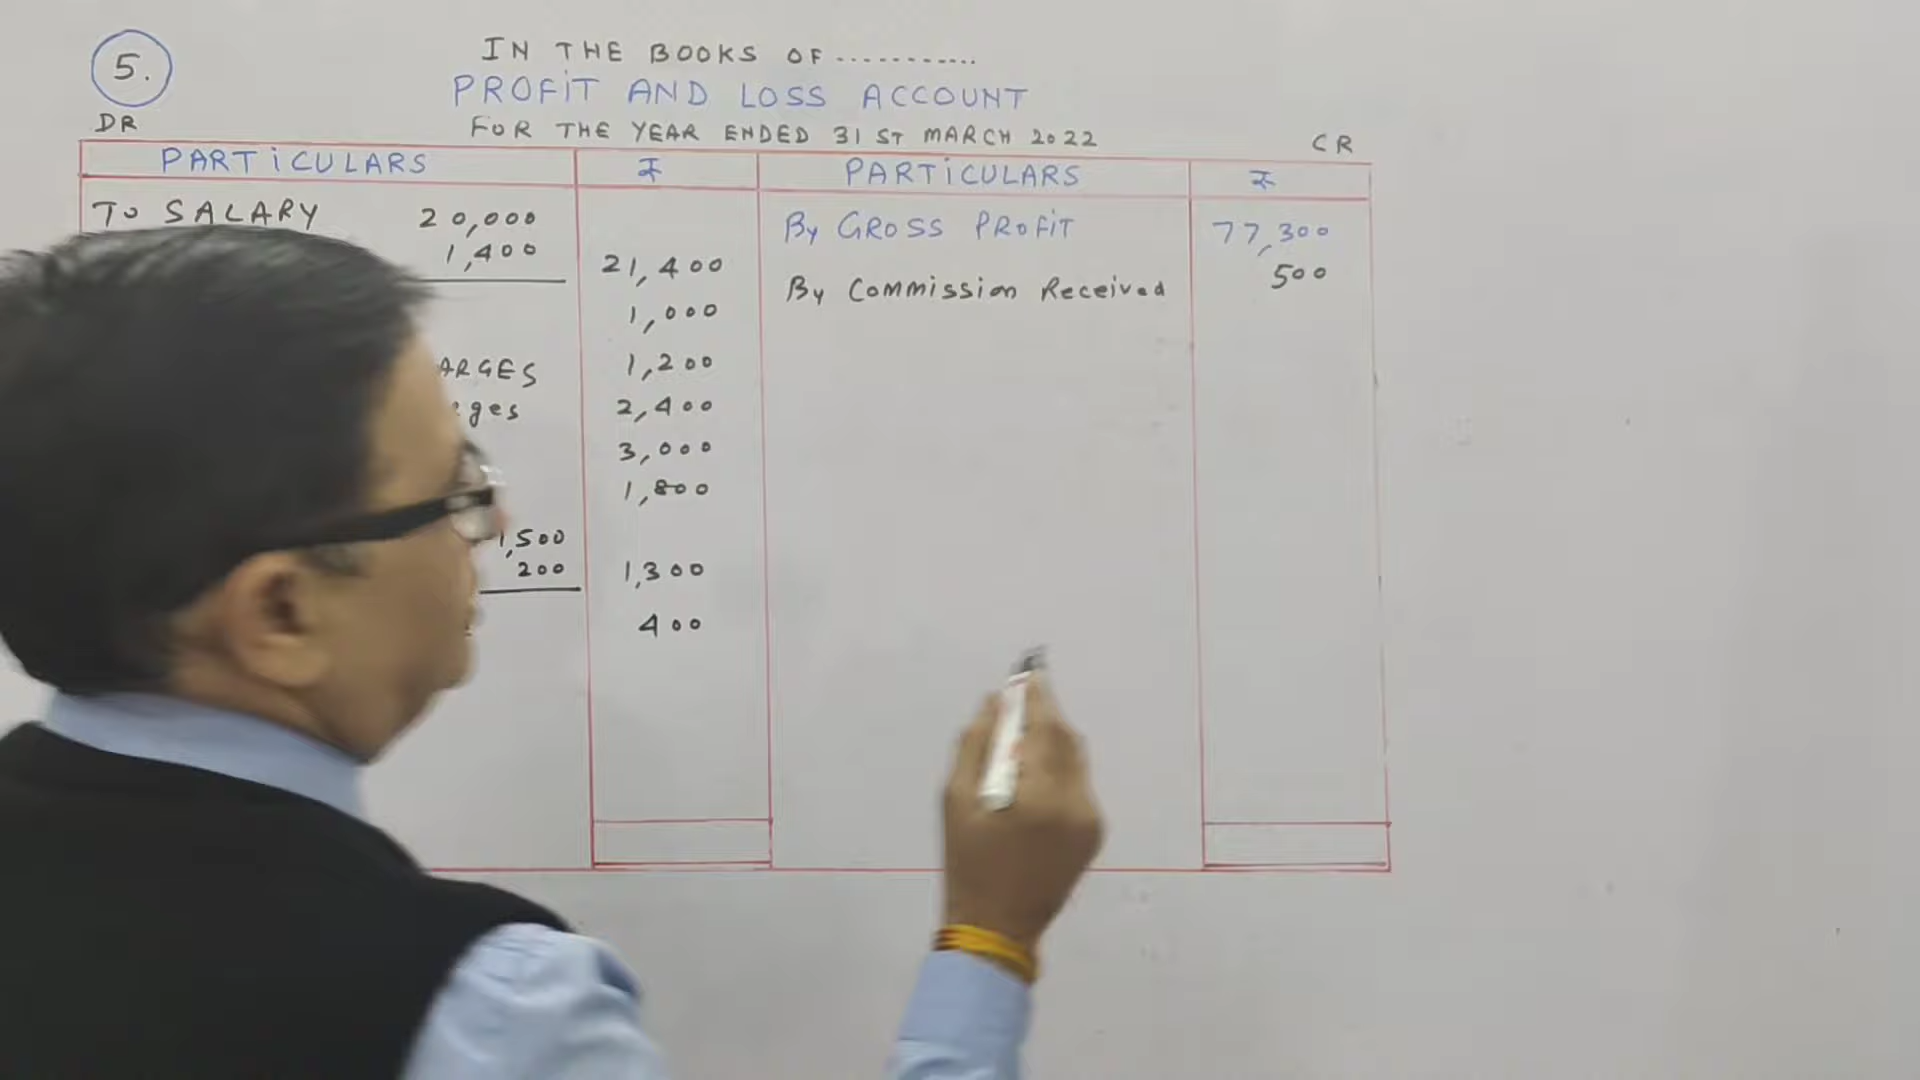 5.
IN THE BOOKS OF ...........
PROFIT AND LOSS ACCOUNT
DR
FOR THE YEAR ENDED 31 ST MARCH 2022
CR
PARTICULARS ₹ PARTICULARS ₹
To SALARY 20,000
1,400 21,400
1,000
ARGES 1,200
ges 2,400
3,000
1,800
1,500
200 1,300
400
By GROSS PROFIT 77,300
By Commission Received 500